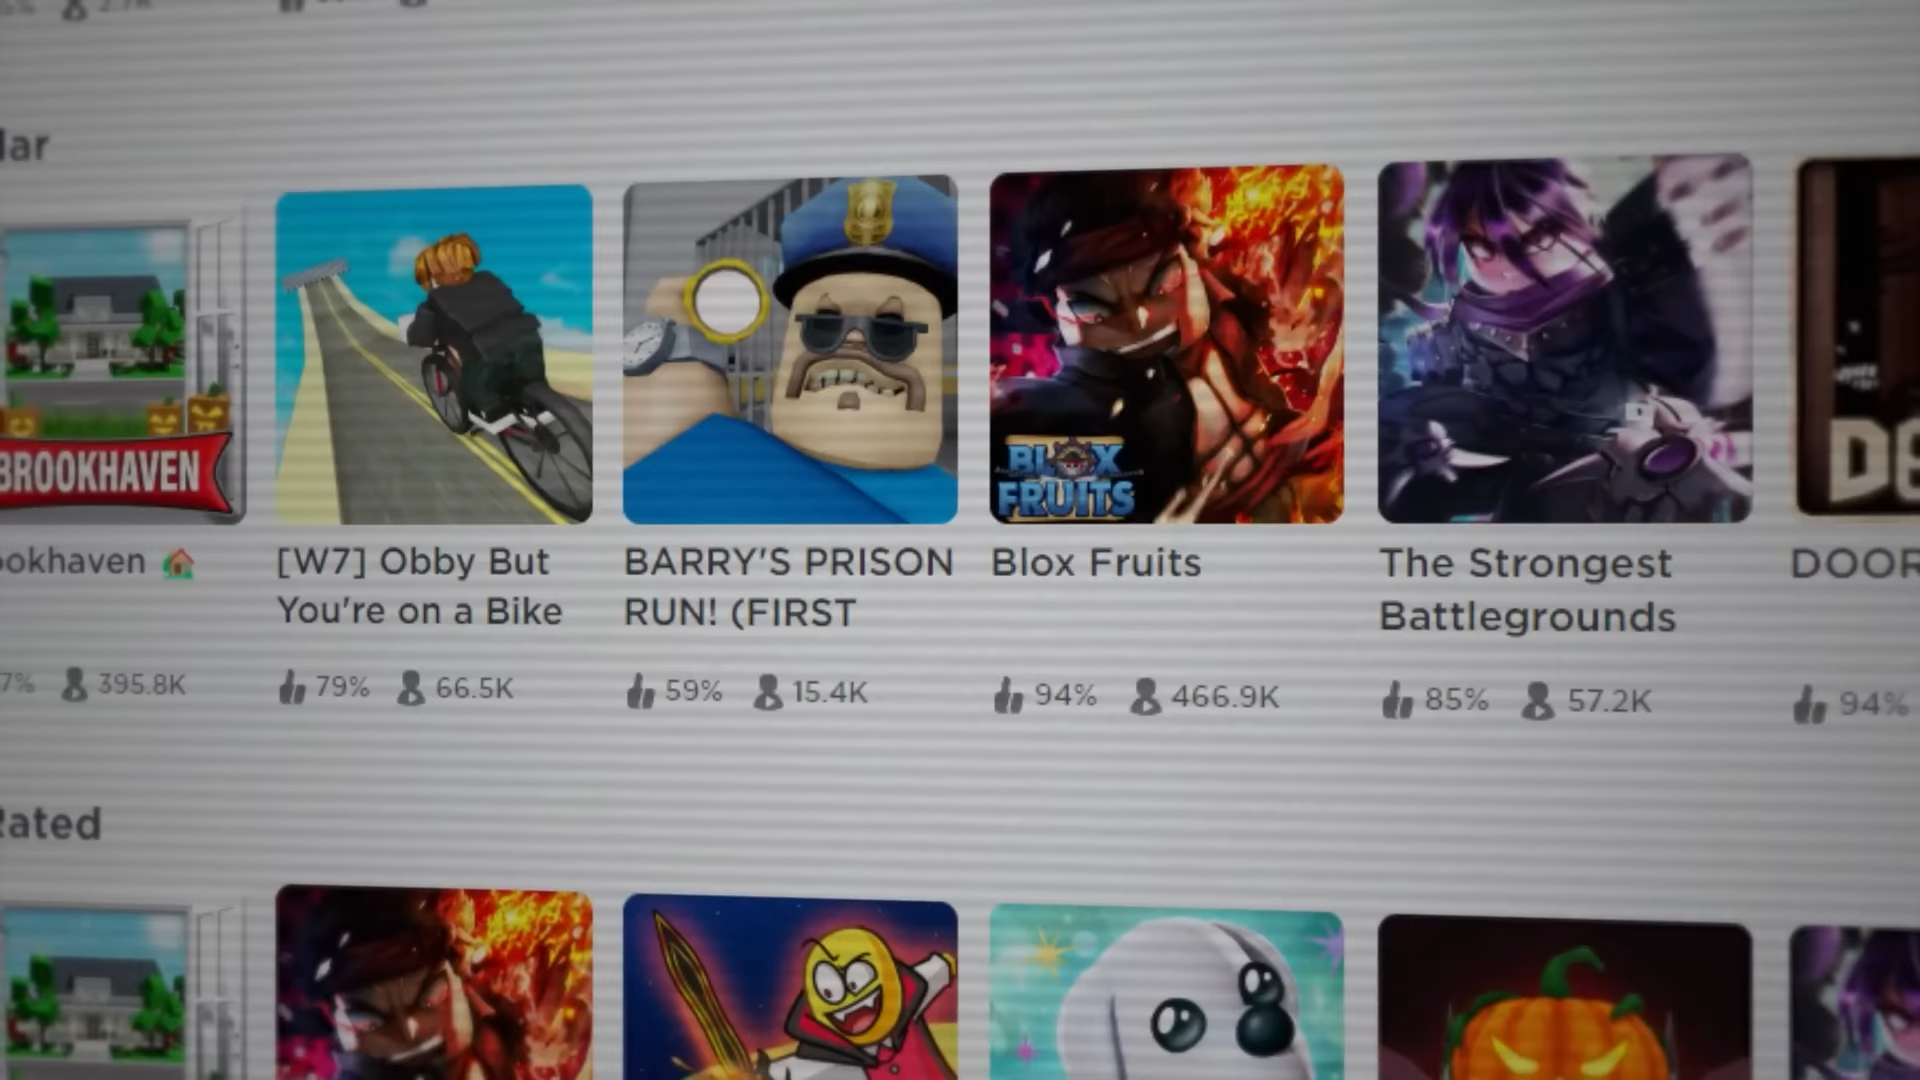 lar
BROOKHAVEN
BLOX
FRUITS
ookhaven
[W7] Obby But
You're on a Bike
BARRY'S PRISON
RUN! (FIRST
Blox Fruits
The Strongest
Battlegrounds
DOOR
7% 395.8K
79% 66.5K
59% 15.4K
94% 466.9K
85% 57.2K
94%
Rated